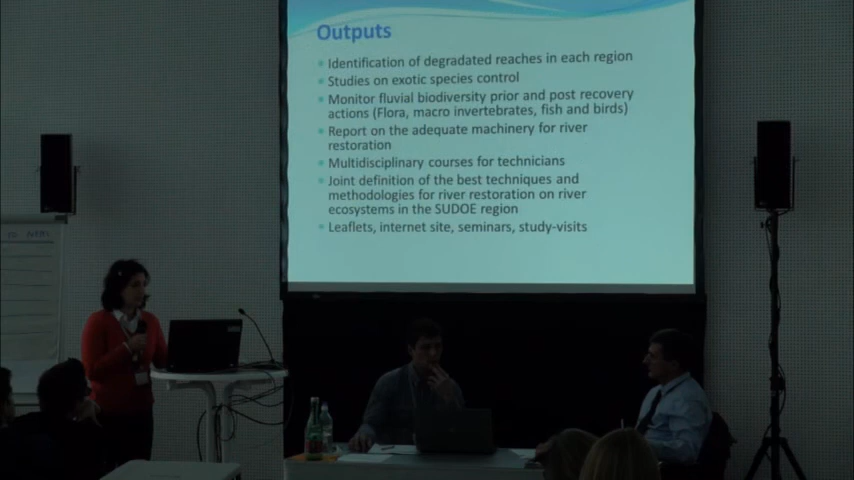 Outputs
Identification of degradated reaches in each region
Studies on exotic species control
Monitor fluvial biodiversity prior and post recovery
actions (Flora, macro invertebrates, fish and birds)
Report on the adequate machinery for river
restoration
Multidisciplinary courses for technicians
Joint definition of the best techniques and
methodologies for river restoration on river
ecosystems in the SUDOE region
Leaflets, internet site, seminars, study-visits